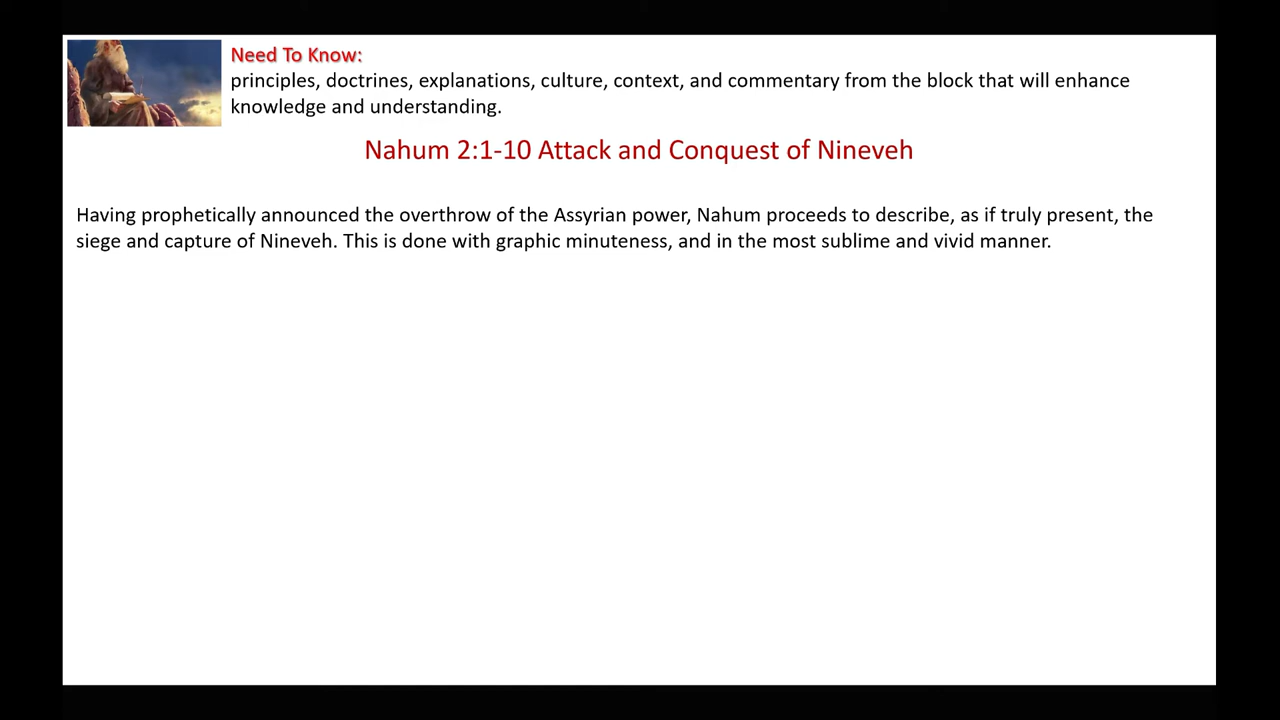 Need To Know:
principles, doctrines, explanations, culture, context, and commentary from the block that will enhance
knowledge and understanding.
Nahum 2:1-10 Attack and Conquest of Nineveh
Having prophetically announced the overthrow of the Assyrian power, Nahum proceeds to describe, as if truly present, the
siege and capture of Nineveh. This is done with graphic minuteness, and in the most sublime and vivid manner.